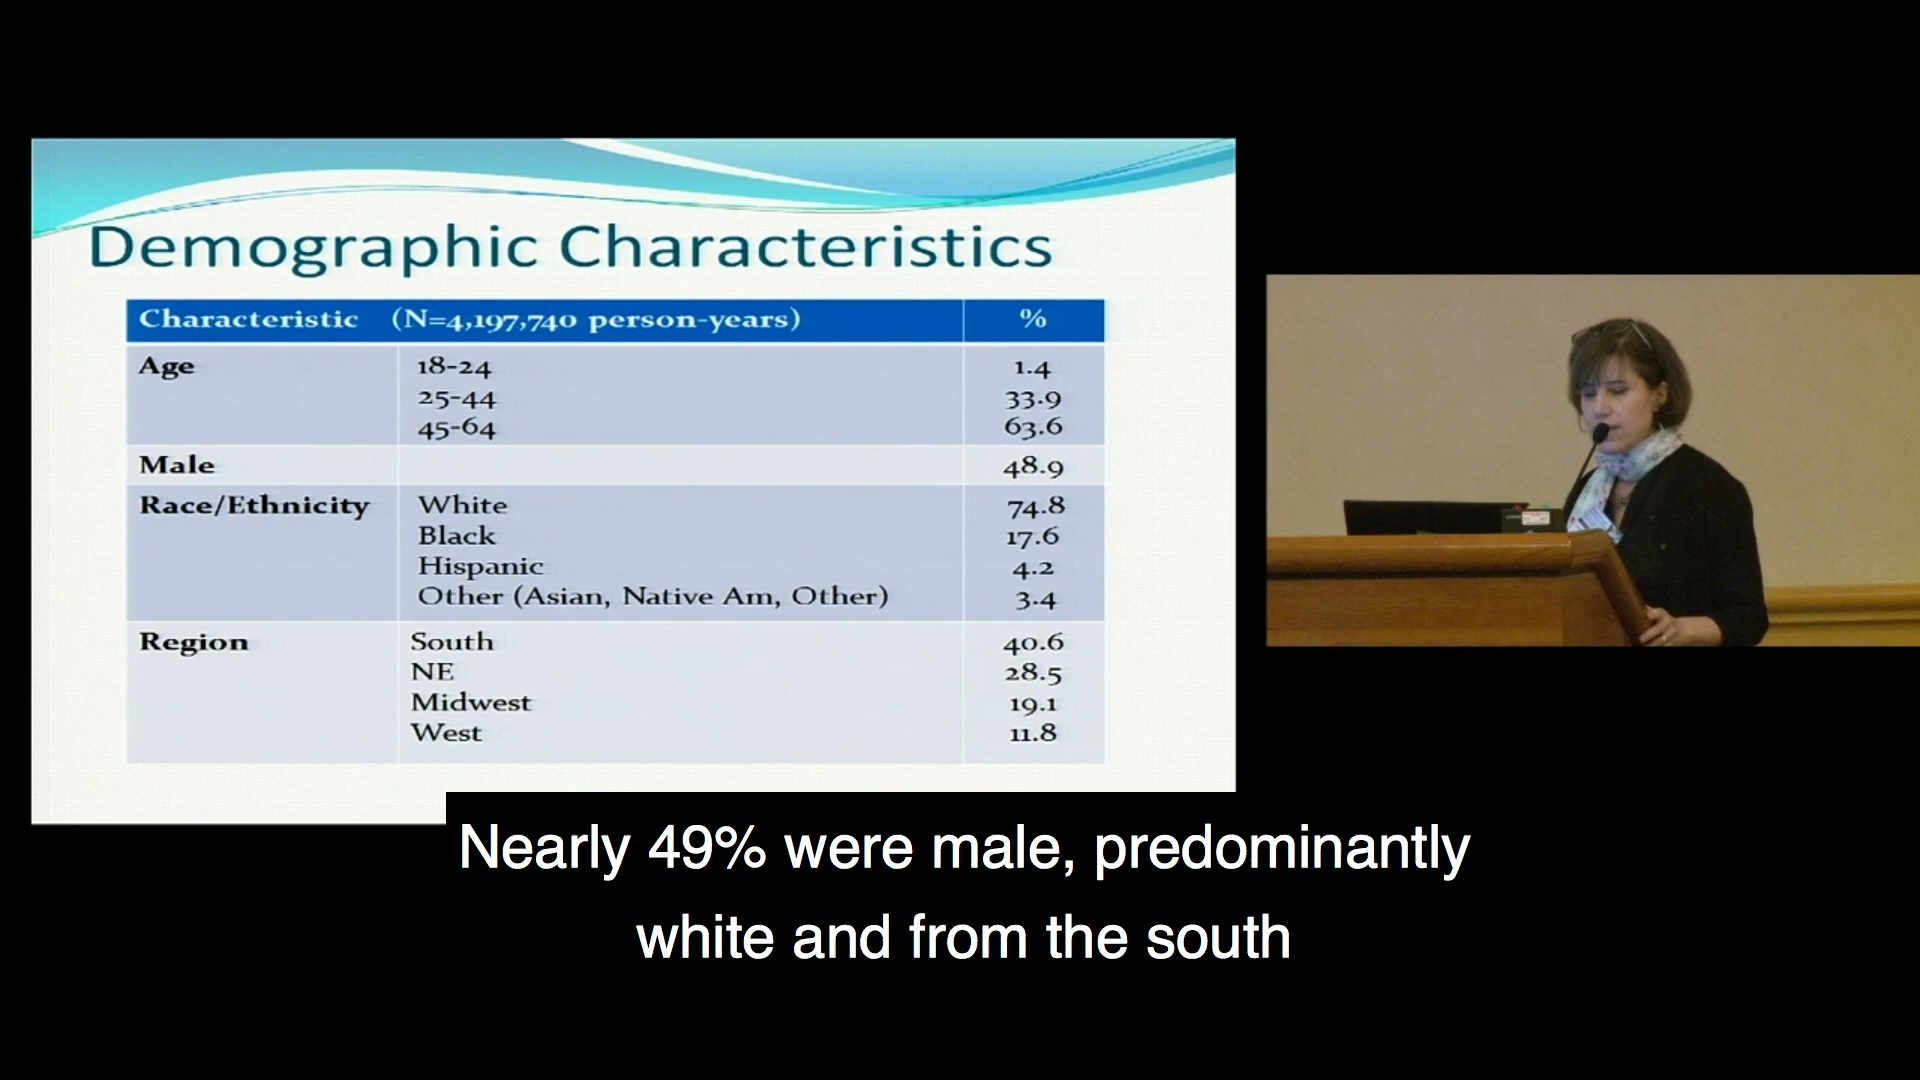 Demographic Characteristics
Characteristic (N=4,197,740 person-years) %
Age 18-24 1.4
25-44 33.9
45-64 63.6
Male 48.9
Race/Ethnicity White 74.8
Black 17.6
Hispanic 4.2
Other (Asian, Native Am, Other) 3.4
Region South 40.6
NE 28.5
Midwest 19.1
West 11.8
Nearly 49% were male, predominantly
white and from the south